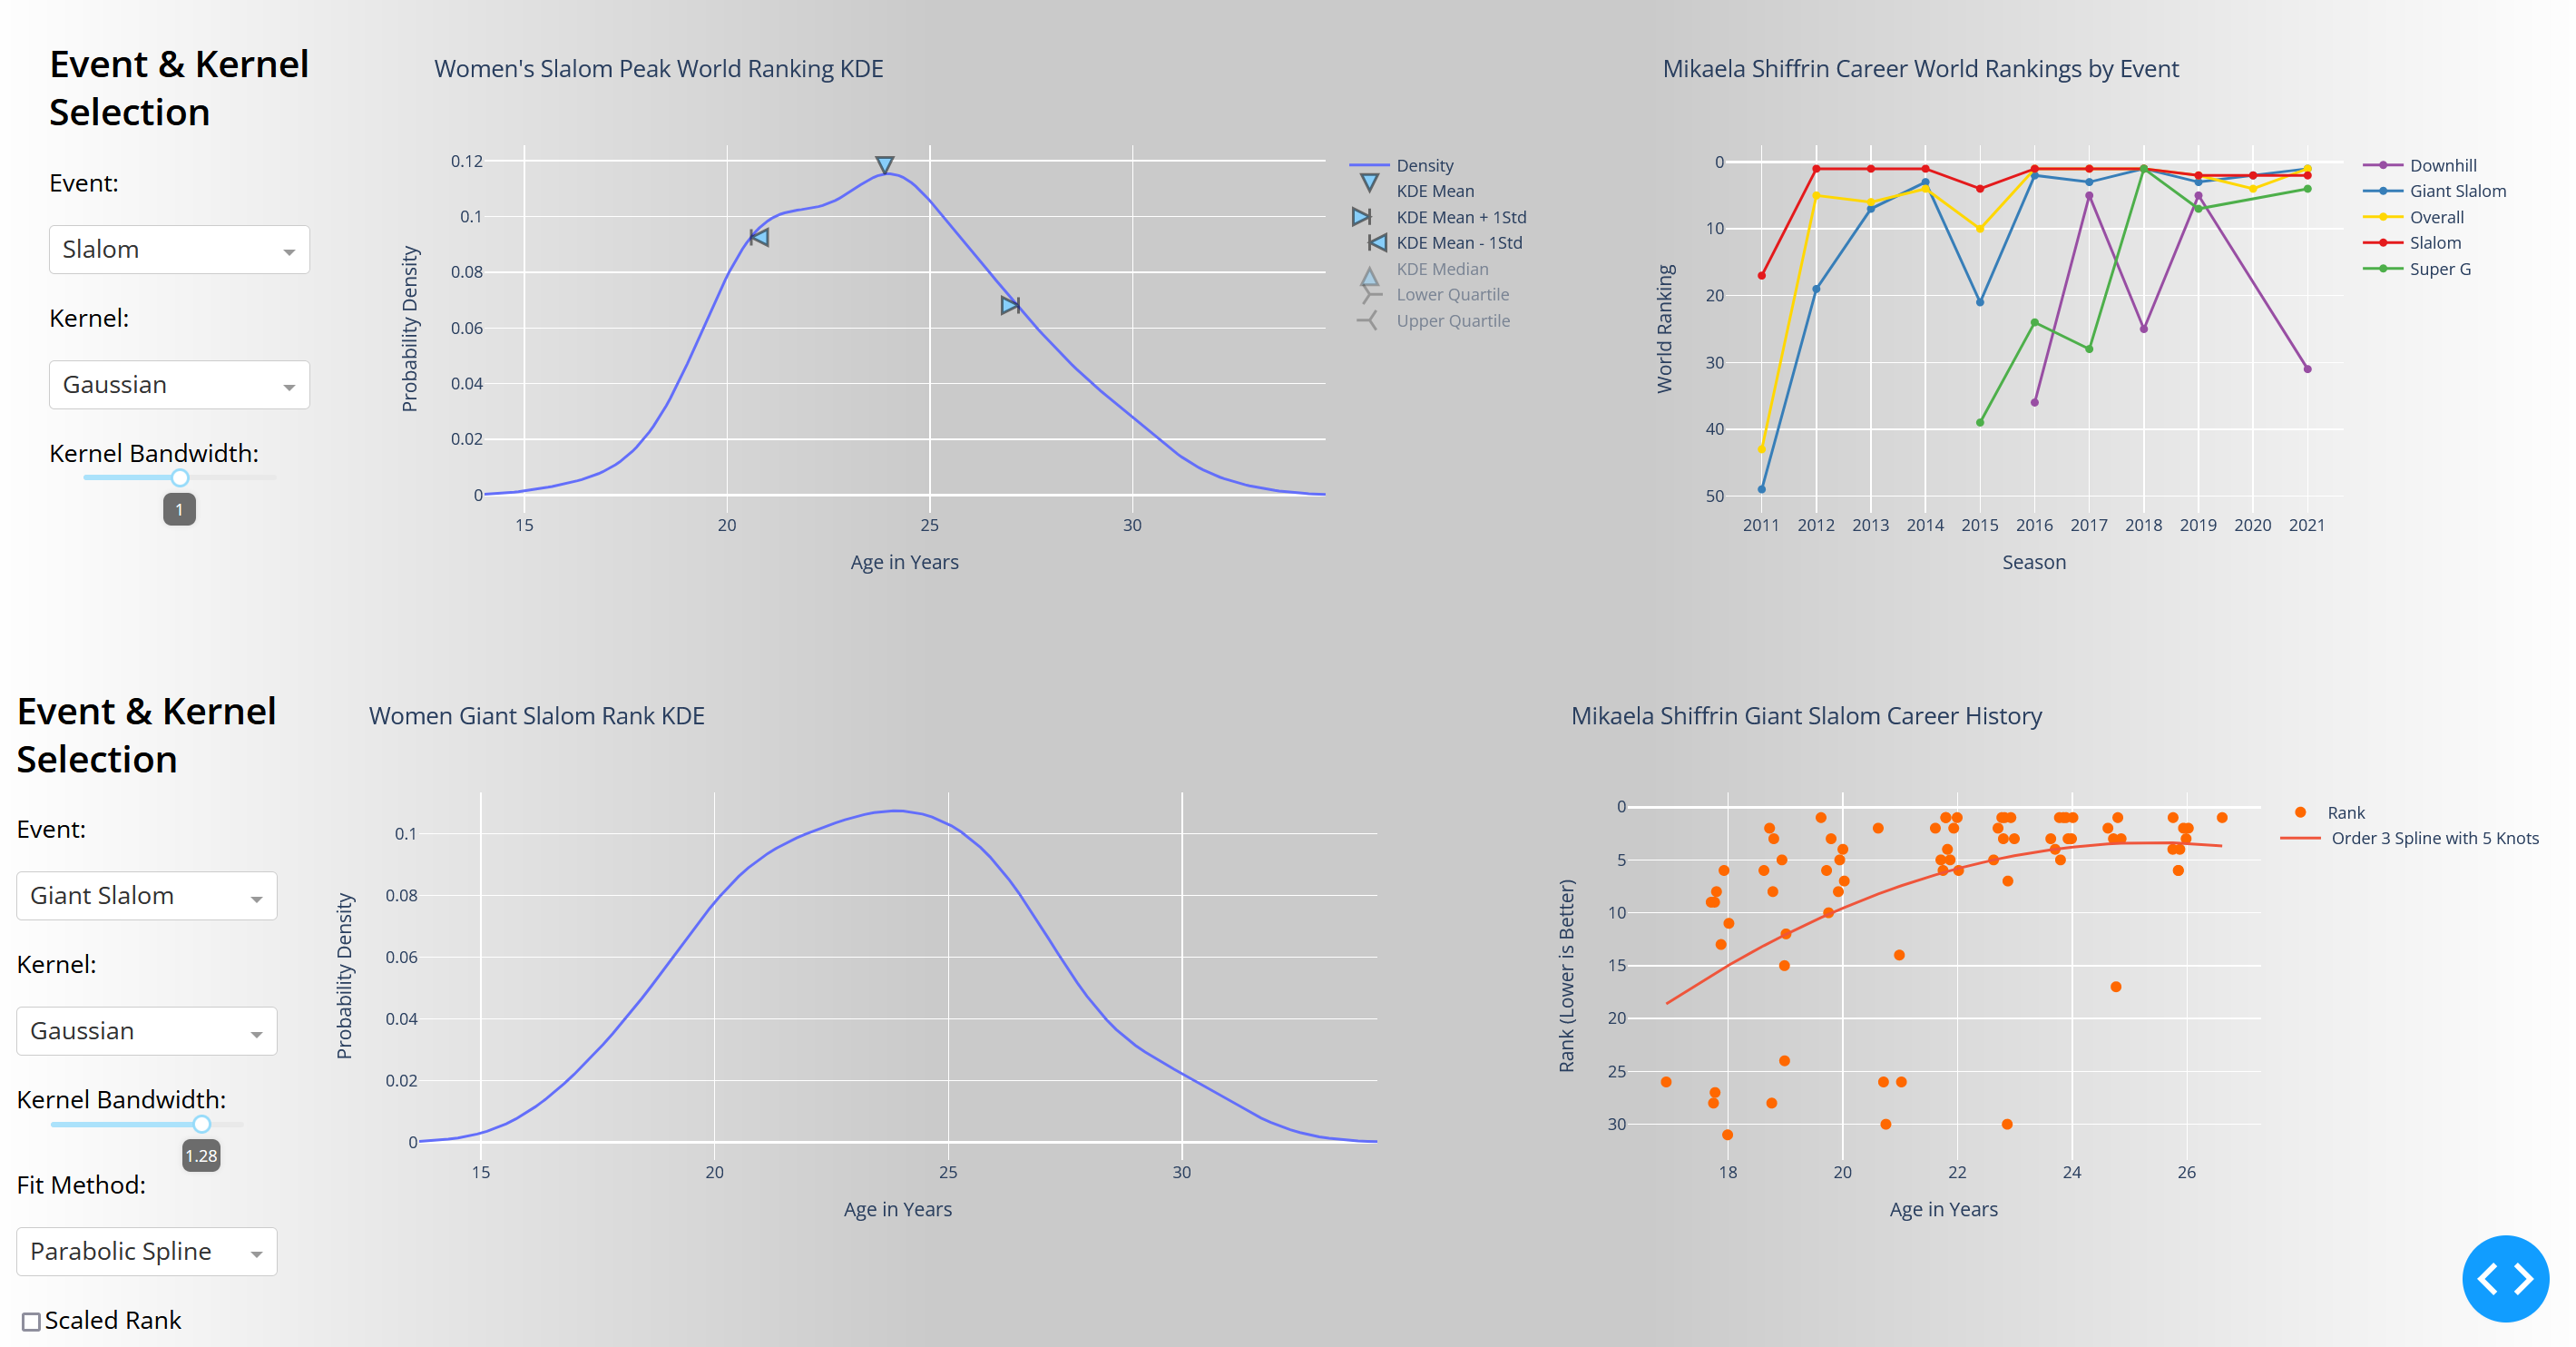 Event & Kernel
Selection
Event:
Slalom
Kernel:
Gaussian
Kernel Bandwidth:
1
Women's Slalom Peak World Ranking KDE
0.12
0.1
0.08
0.06
0.04
0.02
0
Probability Density
15 20 25 30
Age in Years
Density
KDE Mean
KDE Mean + 1Std
KDE Mean - 1Std
KDE Median
Lower Quartile
Upper Quartile
Mikaela Shiffrin Career World Rankings by Event
0
10
20
30
40
50
World Ranking
2011 2012 2013 2014 2015 2016 2017 2018 2019 2020 2021
Season
Downhill
Giant Slalom
Overall
Slalom
Super G
Event & Kernel
Selection
Event:
Giant Slalom
Kernel:
Gaussian
Kernel Bandwidth:
1.28
Fit Method:
Parabolic Spline
Scaled Rank
Women Giant Slalom Rank KDE
0.1
0.08
0.06
0.04
0.02
0
Probability Density
15 20 25 30
Age in Years
Mikaela Shiffrin Giant Slalom Career History
0
5
10
15
20
25
30
Rank (Lower is Better)
18 20 22 24 26
Age in Years
Rank
Order 3 Spline with 5 Knots